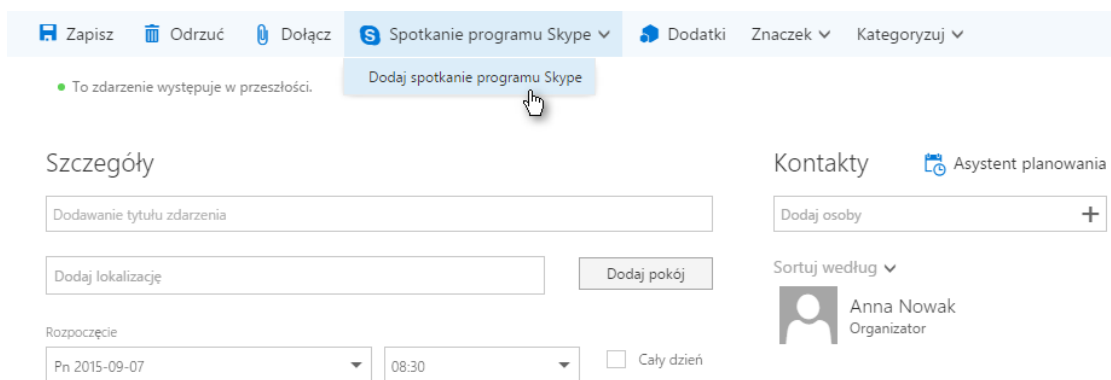 Zapisz Odrzuć Dołącz Spotkanie programu Skype Dodatki Znaczek Kategoryzuj
Dodaj spotkanie programu Skype
To zdarzenie występuje w przeszłości.
Szczegóły
Dodawanie tytułu zdarzenia
Dodaj lokalizację
Dodaj pokój
Rozpoczęcie
Pn 2015-09-07
08:30
Cały dzień
Kontakty
Asystent planowania
Dodaj osoby
Sortuj według
Anna Nowak
Organizator